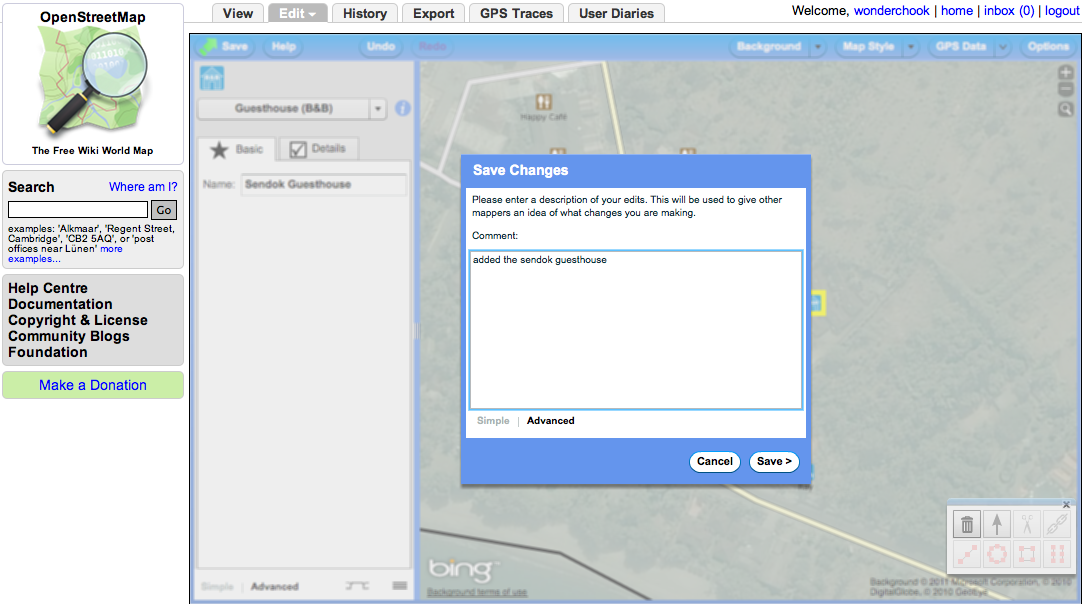 OpenStreetMap
The Free Wiki World Map
View
Edit
History
Export
GPS Traces
User Diaries
Welcome, wonderchook | home | inbox (0) | logout
Search
Where am I?
Go
examples: 'Alkmaar', 'Regent Street,
Cambridge', 'CB2 5AQ', or 'post
offices near Lünen' more
examples...
Help Centre
Documentation
Copyright & License
Community Blogs
Foundation
Make a Donation
Save
Help
Undo
Redo
Background
Map Style
GPS Data
Options
Guesthouse (B&B)
Basic
Details
Name: Sendok Guesthouse
Happy Café
Save Changes
Please enter a description of your edits. This will be used to give other
mappers an idea of what changes you are making.
Comment:
added the sendok guesthouse
Simple | Advanced
Cancel
Save >
Simple | Advanced
bing
Background terms of use
Background © 2011 Microsoft Corporation, © 2010
DigitalGlobe, © 2010 GeoEye